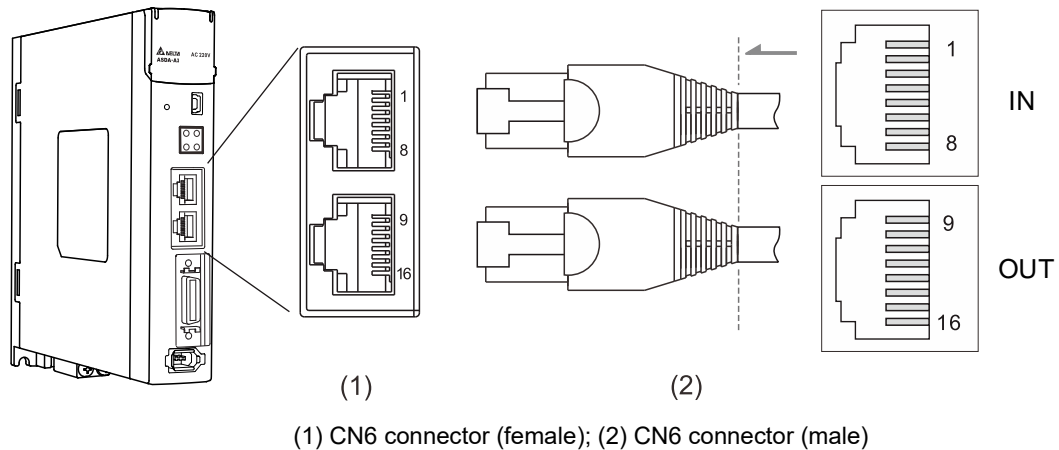 DELTA
ASDA-A3
AC 220V
1
8
9
16
1
8
IN
9
16
OUT
(1)
(2)
(1) CN6 connector (female); (2) CN6 connector (male)